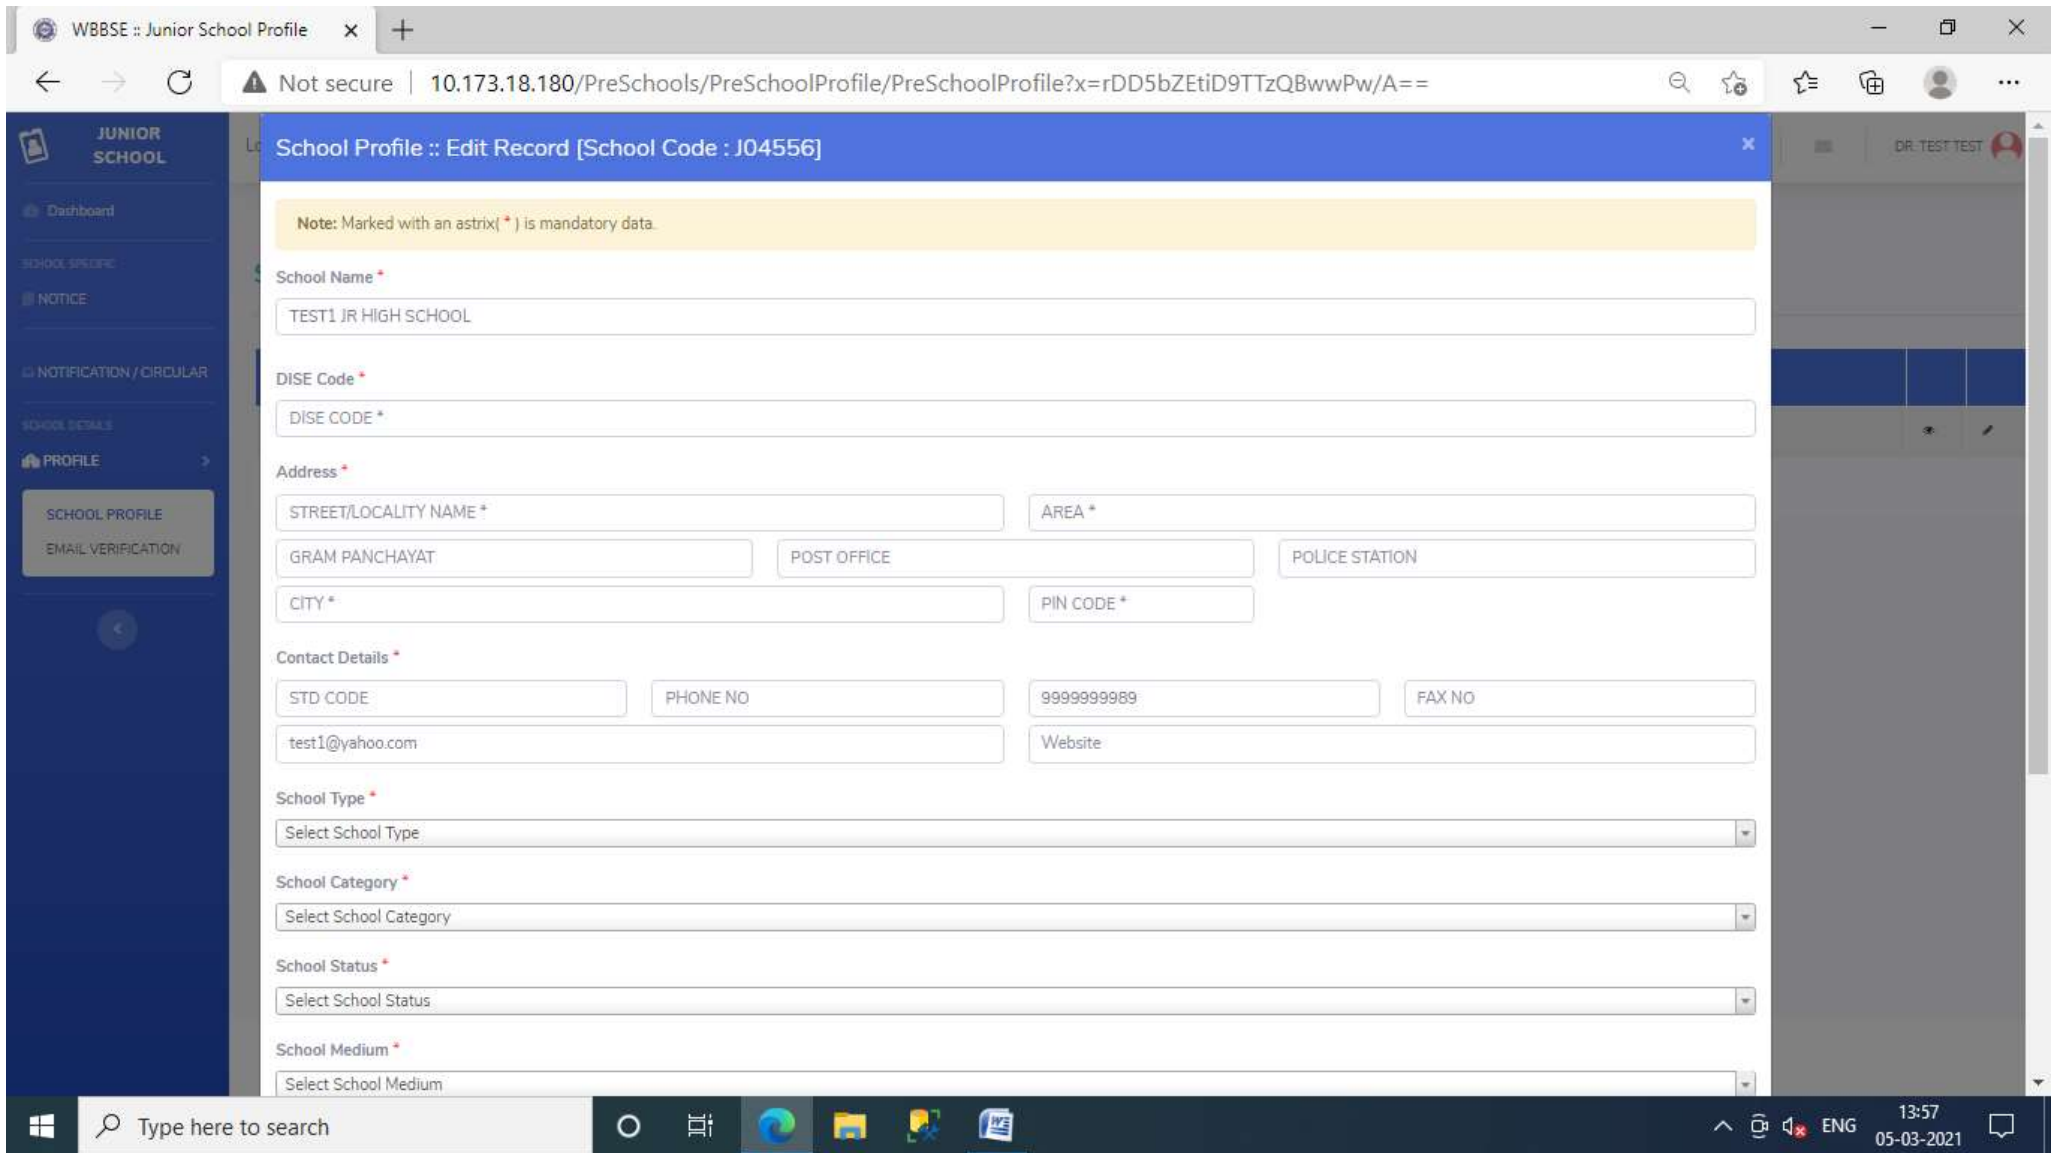 WBBSE :: Junior School Profile
Not secure | 10.173.18.180/PreSchools/PreSchoolProfile/PreSchoolProfile?x=rDD5bZEtiD9TTzQBwwPw/A==
JUNIOR
SCHOOL
Dashboard
SCHOOL SPECIFIC
NOTICE
NOTIFICATION / CIRCULAR
SCHOOL DETAILS
PROFILE
SCHOOL PROFILE
EMAIL VERIFICATION
DR. TEST TEST
School Profile :: Edit Record [School Code : J04556]
Note: Marked with an astrix( * ) is mandatory data.
School Name *
TEST1 JR HIGH SCHOOL
DISE Code *
DISE CODE *
Address *
STREET/LOCALITY NAME * AREA *
GRAM PANCHAYAT POST OFFICE POLICE STATION
CITY * PIN CODE *
Contact Details *
STD CODE PHONE NO 9999999989 FAX NO
test1@yahoo.com Website
School Type *
Select School Type
School Category *
Select School Category
School Status *
Select School Status
School Medium *
Select School Medium
Type here to search
ENG
13:57
05-03-2021